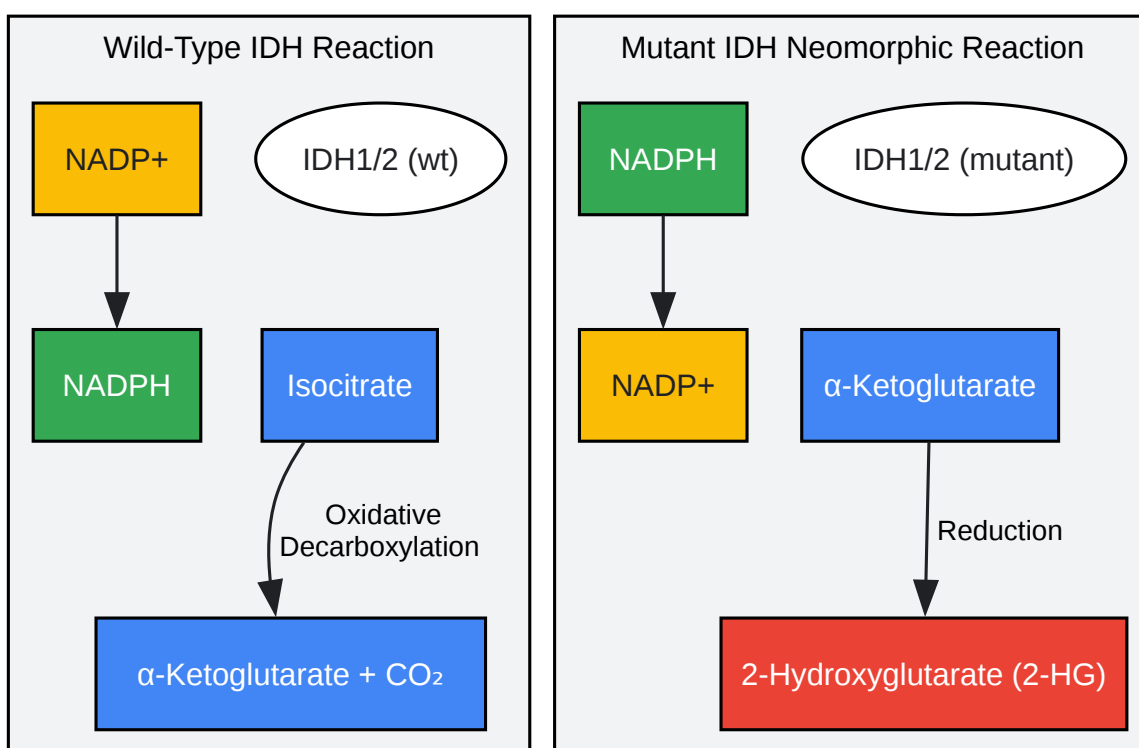 Wild-Type IDH Reaction
NADP+
IDH1/2 (wt)
NADPH
Isocitrate
Oxidative
Decarboxylation
α-Ketoglutarate + CO₂
Mutant IDH Neomorphic Reaction
NADPH
IDH1/2 (mutant)
NADP+
α-Ketoglutarate
Reduction
2-Hydroxyglutarate (2-HG)